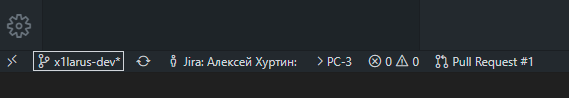 x1larus-dev* Jira: Алексей Хуртин: PC-3 0 0 Pull Request #1